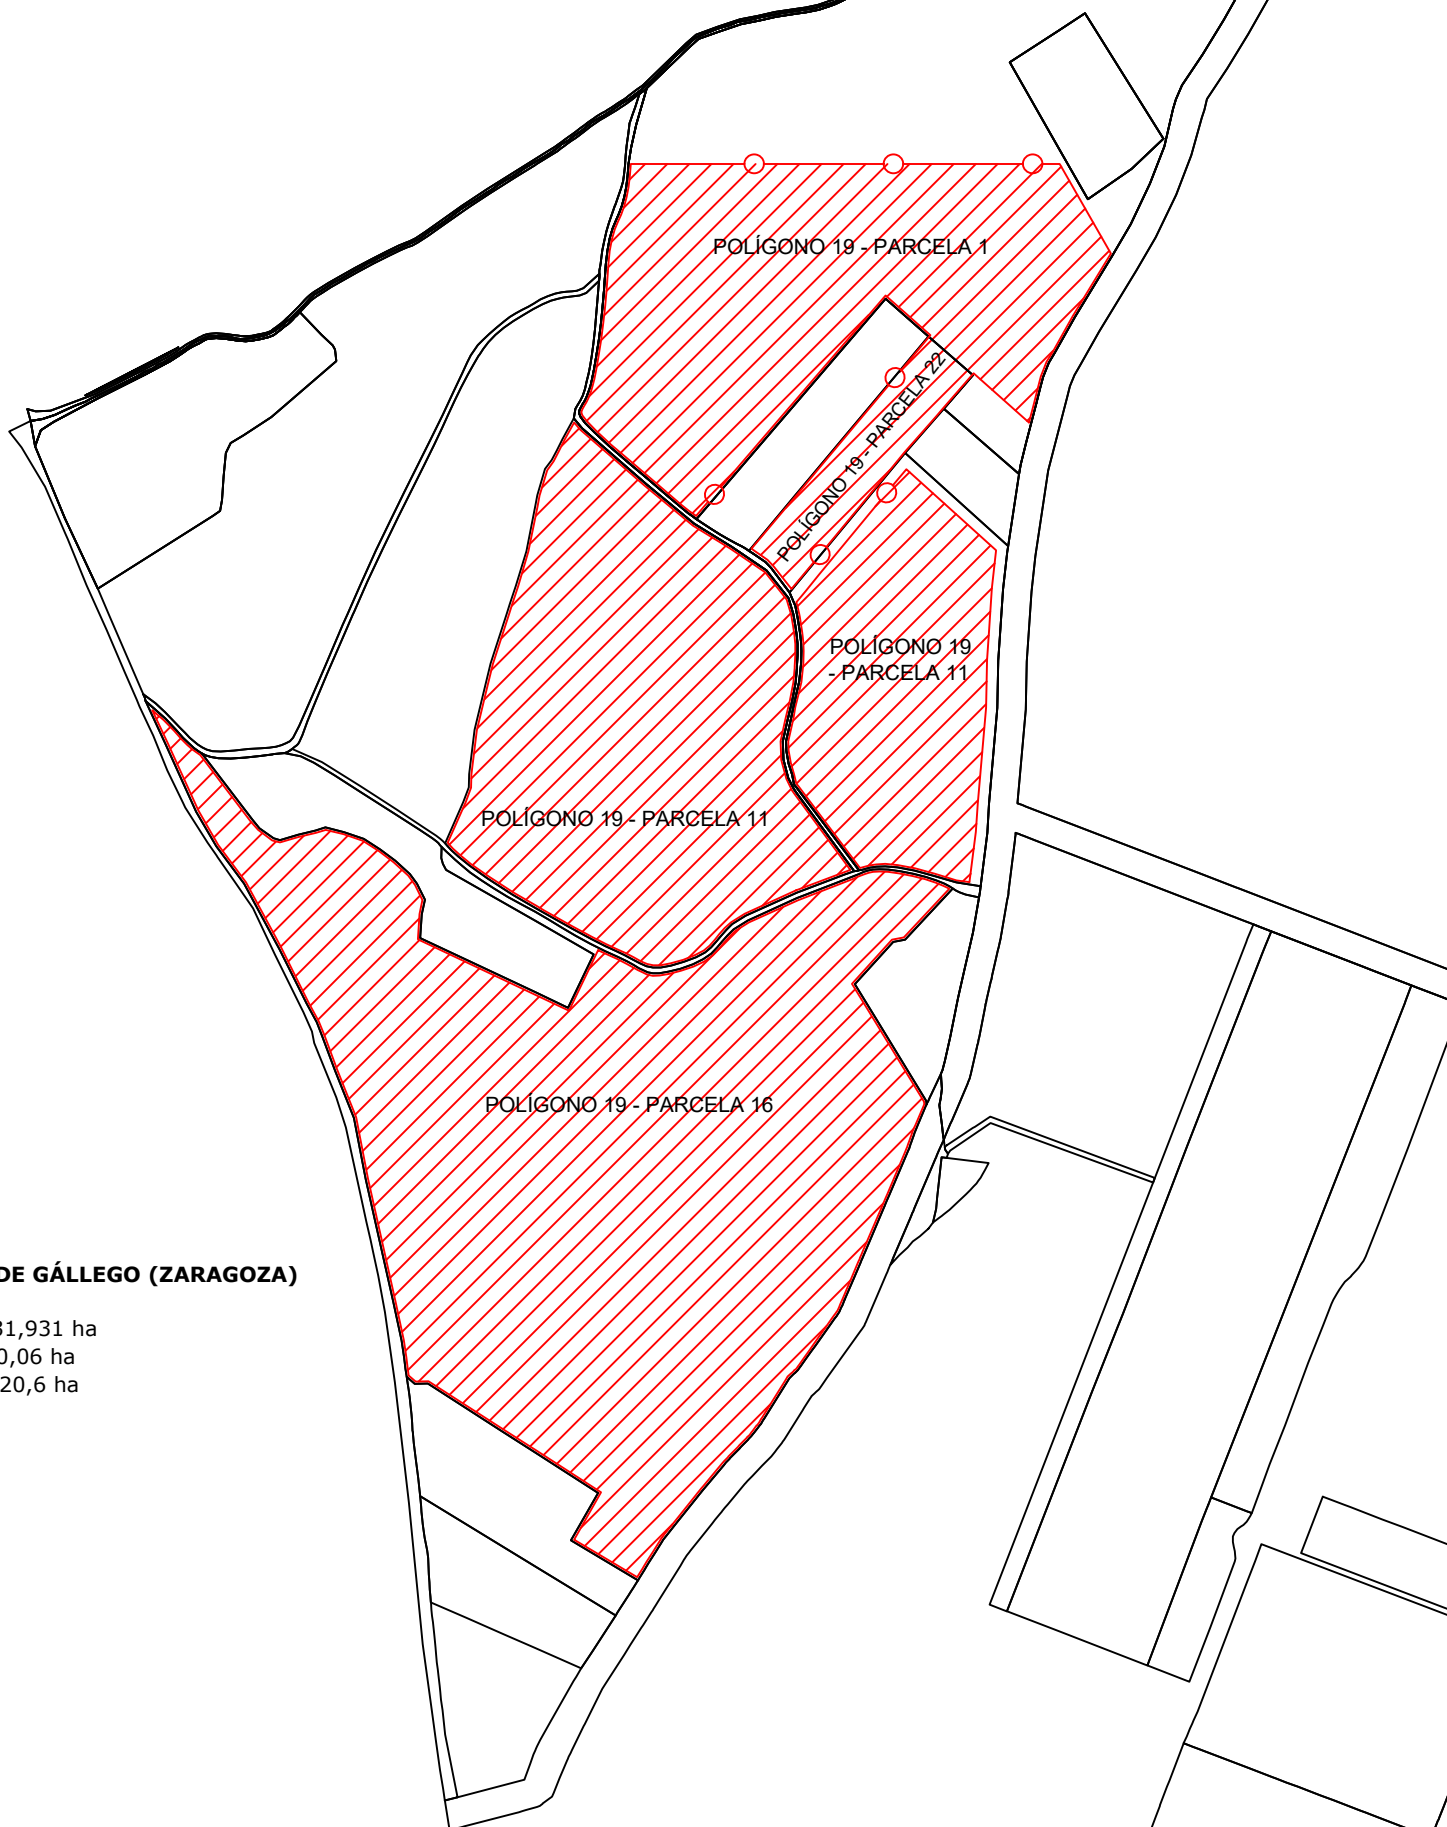 POLÍGONO 19 - PARCELA 1
POLÍGONO 19 - PARCELA 22
POLÍGONO 19
- PARCELA 11
POLÍGONO 19 - PARCELA 11
POLÍGONO 19 - PARCELA 16
DE GÁLLEGO (ZARAGOZA)
31,931 ha
0,06 ha
20,6 ha